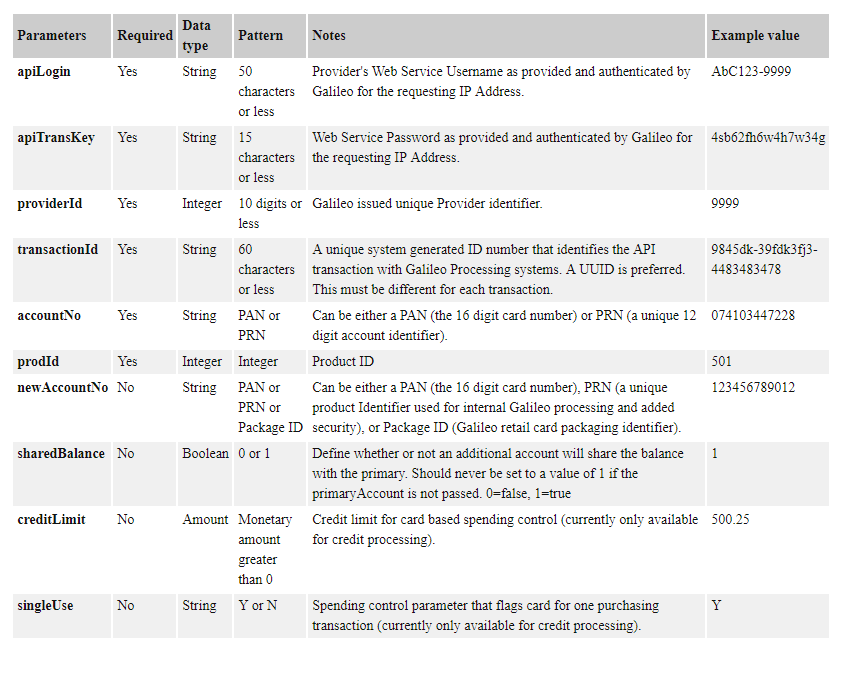 Parameters Required Data type Pattern Notes Example value
apiLogin Yes String 50 characters or less Provider's Web Service Username as provided and authenticated by Galileo for the requesting IP Address. AbC123-9999
apiTransKey Yes String 15 characters or less Web Service Password as provided and authenticated by Galileo for the requesting IP Address. 4sb62fh6w4h7w34g
providerId Yes Integer 10 digits or less Galileo issued unique Provider identifier. 9999
transactionId Yes String 60 characters or less A unique system generated ID number that identifies the API transaction with Galileo Processing systems. A UUID is preferred. This must be different for each transaction. 9845dk-39fdk3fj3-4483483478
accountNo Yes String PAN or PRN Can be either a PAN (the 16 digit card number) or PRN (a unique 12 digit account identifier). 074103447228
prodId Yes Integer Integer Product ID 501
newAccountNo No String PAN or PRN or Package ID Can be either a PAN (the 16 digit card number), PRN (a unique product Identifier used for internal Galileo processing and added security), or Package ID (Galileo retail card packaging identifier). 123456789012
sharedBalance No Boolean 0 or 1 Define whether or not an additional account will share the balance with the primary. Should never be set to a value of 1 if the primaryAccount is not passed. 0=false, 1=true 1
creditLimit No Amount Monetary amount greater than 0 Credit limit for card based spending control (currently only available for credit processing). 500.25
singleUse No String Y or N Spending control parameter that flags card for one purchasing transaction (currently only available for credit processing). Y